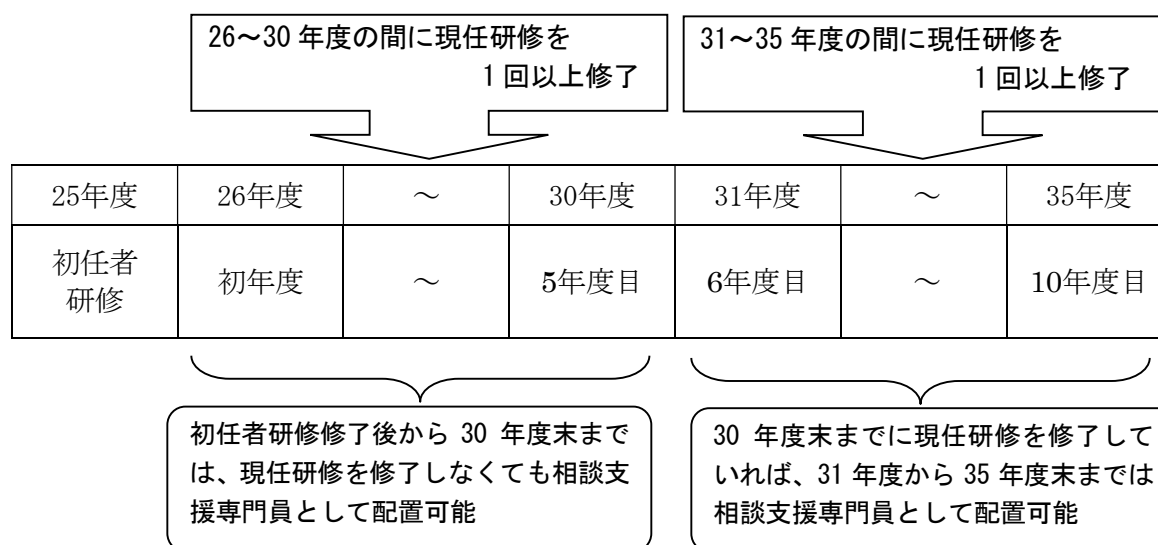 26～30 年度の間に現任研修を
1 回以上修了
31～35 年度の間に現任研修を
1 回以上修了
25年度 26年度 ～ 30年度 31年度 ～ 35年度
初任者
研修 初年度 ～ 5年度目 6年度目 ～ 10年度目
初任者研修修了後から 30 年度末まで
は、現任研修を修了しなくても相談支
援専門員として配置可能
30 年度末までに現任研修を修了して
いれば、31 年度から 35 年度末までは
相談支援専門員として配置可能